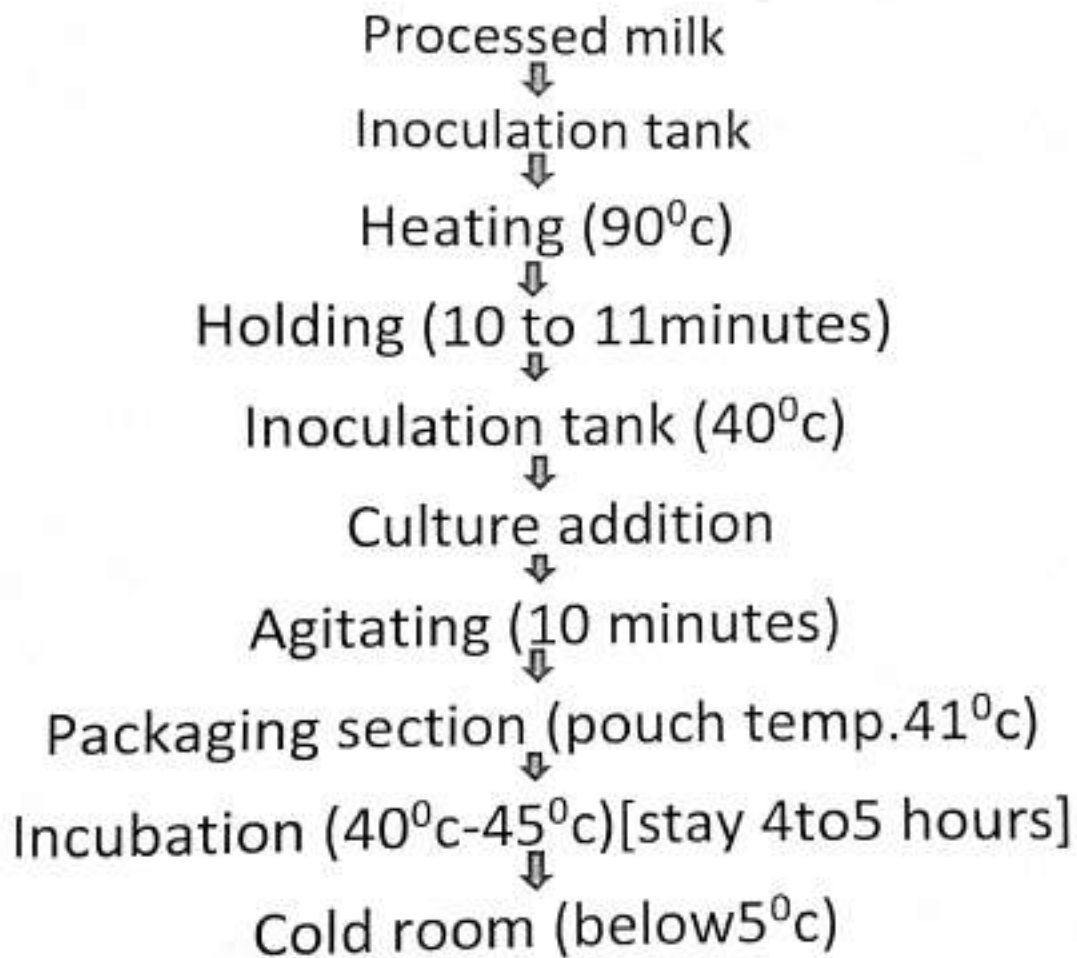 Processed milk
Inoculation tank
Heating (90⁰c)
Holding (10 to 11minutes)
Inoculation tank (40⁰c)
Culture addition
Agitating (10 minutes)
Packaging section (pouch temp.41⁰c)
Incubation (40⁰c-45⁰c)[stay 4to5 hours]
Cold room (below5⁰c)